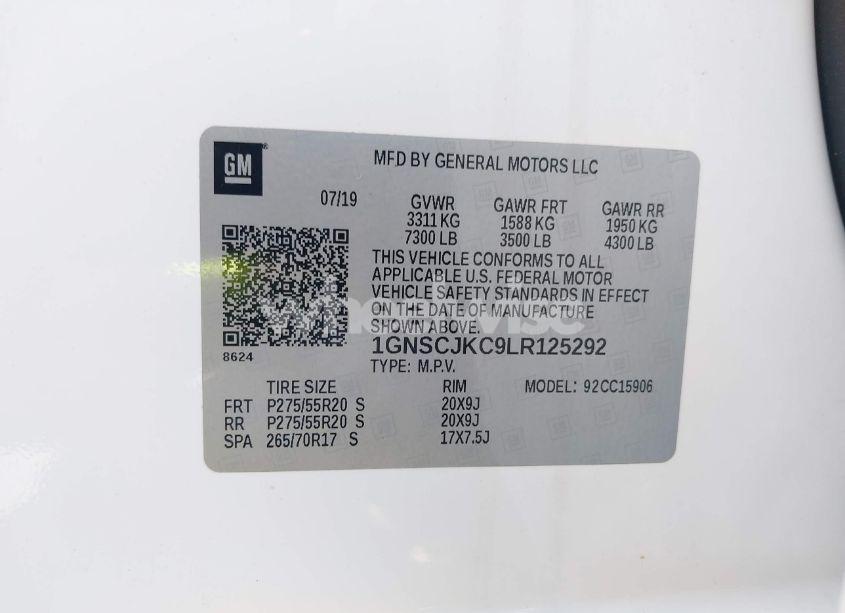 GM
MFD BY GENERAL MOTORS LLC
07/19
GVWR GAWR FRT GAWR RR
3311 KG 1588 KG 1950 KG
7300 LB 3500 LB 4300 LB
THIS VEHICLE CONFORMS TO ALL
APPLICABLE U.S. FEDERAL MOTOR
VEHICLE SAFETY STANDARDS IN EFFECT
ON THE DATE OF MANUFACTURE
SHOWN ABOVE.
8624
1GNSCJKC9LR125292
TYPE: M.P.V.
TIRE SIZE RIM MODEL: 92CC15906
FRT P275/55R20 S 20X9J
RR P275/55R20 S 20X9J
SPA 265/70R17 S 17X7.5J